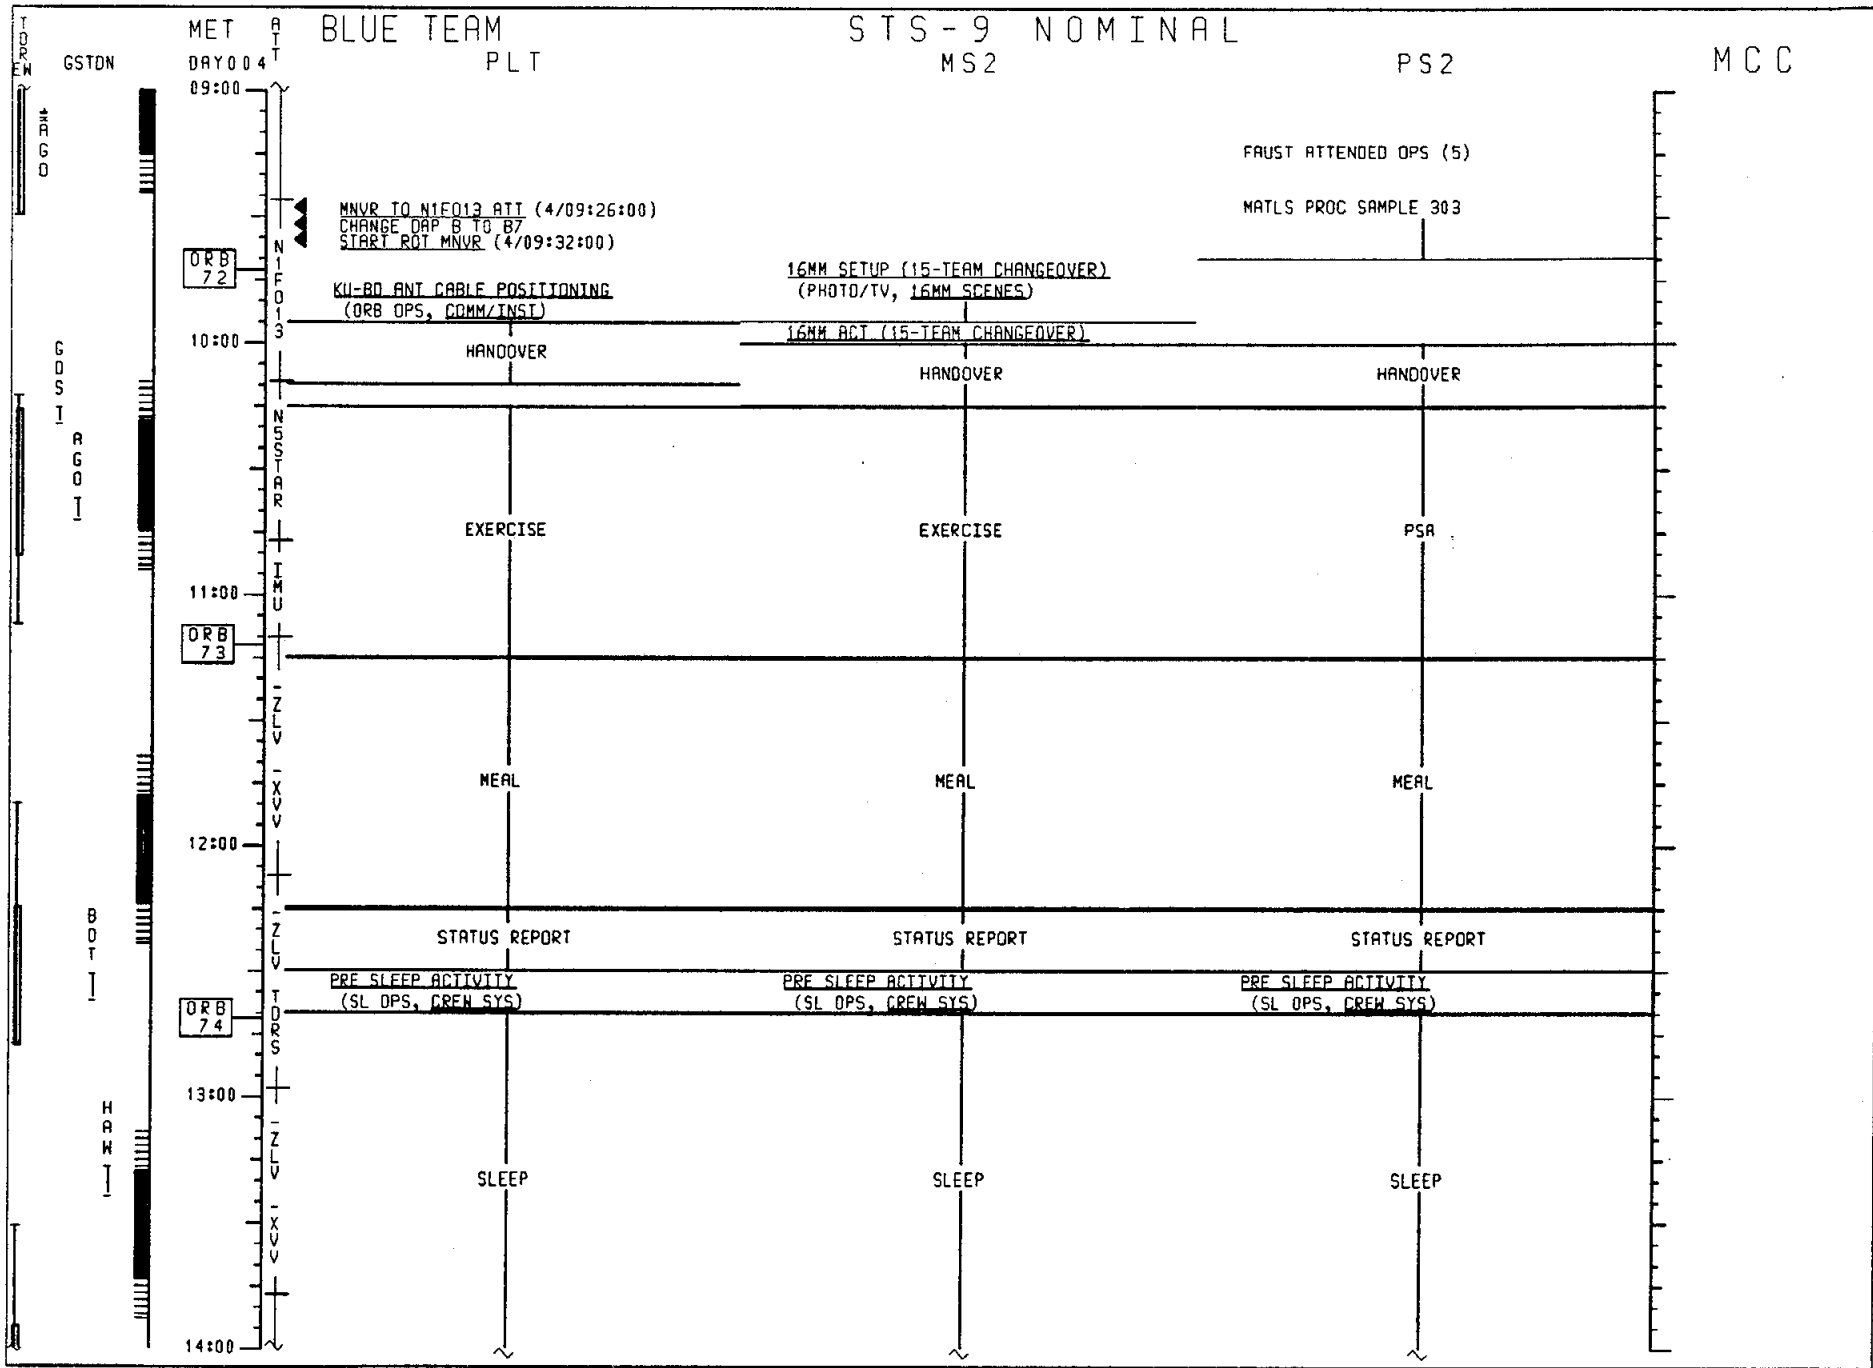 TDRW
E
GSTDN
MET
DAY004
ATT
BLUE TEAM
STS-9 NOMINAL
PLT
MS2
PS2
MCC
09:00
*AGO
FAUST ATTENDED OPS (5)
MNVR TO N1F013 ATT (4/09:26:00)
CHANGE DAP B TO B7
START ROT MNVR (4/09:32:00)
MATLS PROC SAMPLE 303
ORB
72
N1F013
KU-BD ANT CABLE POSITIONING
(ORB OPS, COMM/INST)
16MM SETUP (15-TEAM CHANGEOVER)
(PHOTO/TV, 16MM SCENES)
16MM ACT (15-TEAM CHANGEOVER)
10:00
HANDOVER
HANDOVER
HANDOVER
GDS
AGO
N5STAR
EXERCISE
EXERCISE
PSA
IMU
11:00
ORB
73
-ZLV -XVV
MEAL
MEAL
MEAL
12:00
BOT
-ZLV
STATUS REPORT
STATUS REPORT
STATUS REPORT
PRE SLEEP ACTIVITY
(SL OPS, CREW SYS)
PRE SLEEP ACTIVITY
(SL OPS, CREW SYS)
PRE SLEEP ACTIVITY
(SL OPS, CREW SYS)
ORB
74
TDRS
13:00
HAW
-ZLV -XVV
SLEEP
SLEEP
SLEEP
14:00